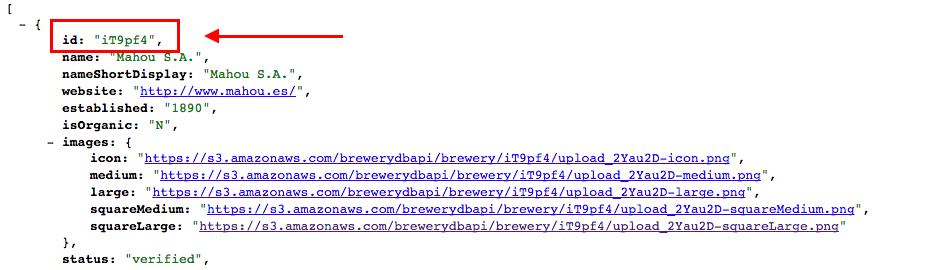 [
- {
id: "iT9pf4",
name: "Mahou S.A.",
nameShortDisplay: "Mahou S.A.",
website: "http://www.mahou.es/",
established: "1890",
isOrganic: "N",
- images: {
icon: "https://s3.amazonaws.com/brewerydbapi/brewery/iT9pf4/upload_2Yau2D-icon.png",
medium: "https://s3.amazonaws.com/brewerydbapi/brewery/iT9pf4/upload_2Yau2D-medium.png",
large: "https://s3.amazonaws.com/brewerydbapi/brewery/iT9pf4/upload_2Yau2D-large.png",
squareMedium: "https://s3.amazonaws.com/brewerydbapi/brewery/iT9pf4/upload_2Yau2D-squareMedium.png",
squareLarge: "https://s3.amazonaws.com/brewerydbapi/brewery/iT9pf4/upload_2Yau2D-squareLarge.png"
},
status: "verified",